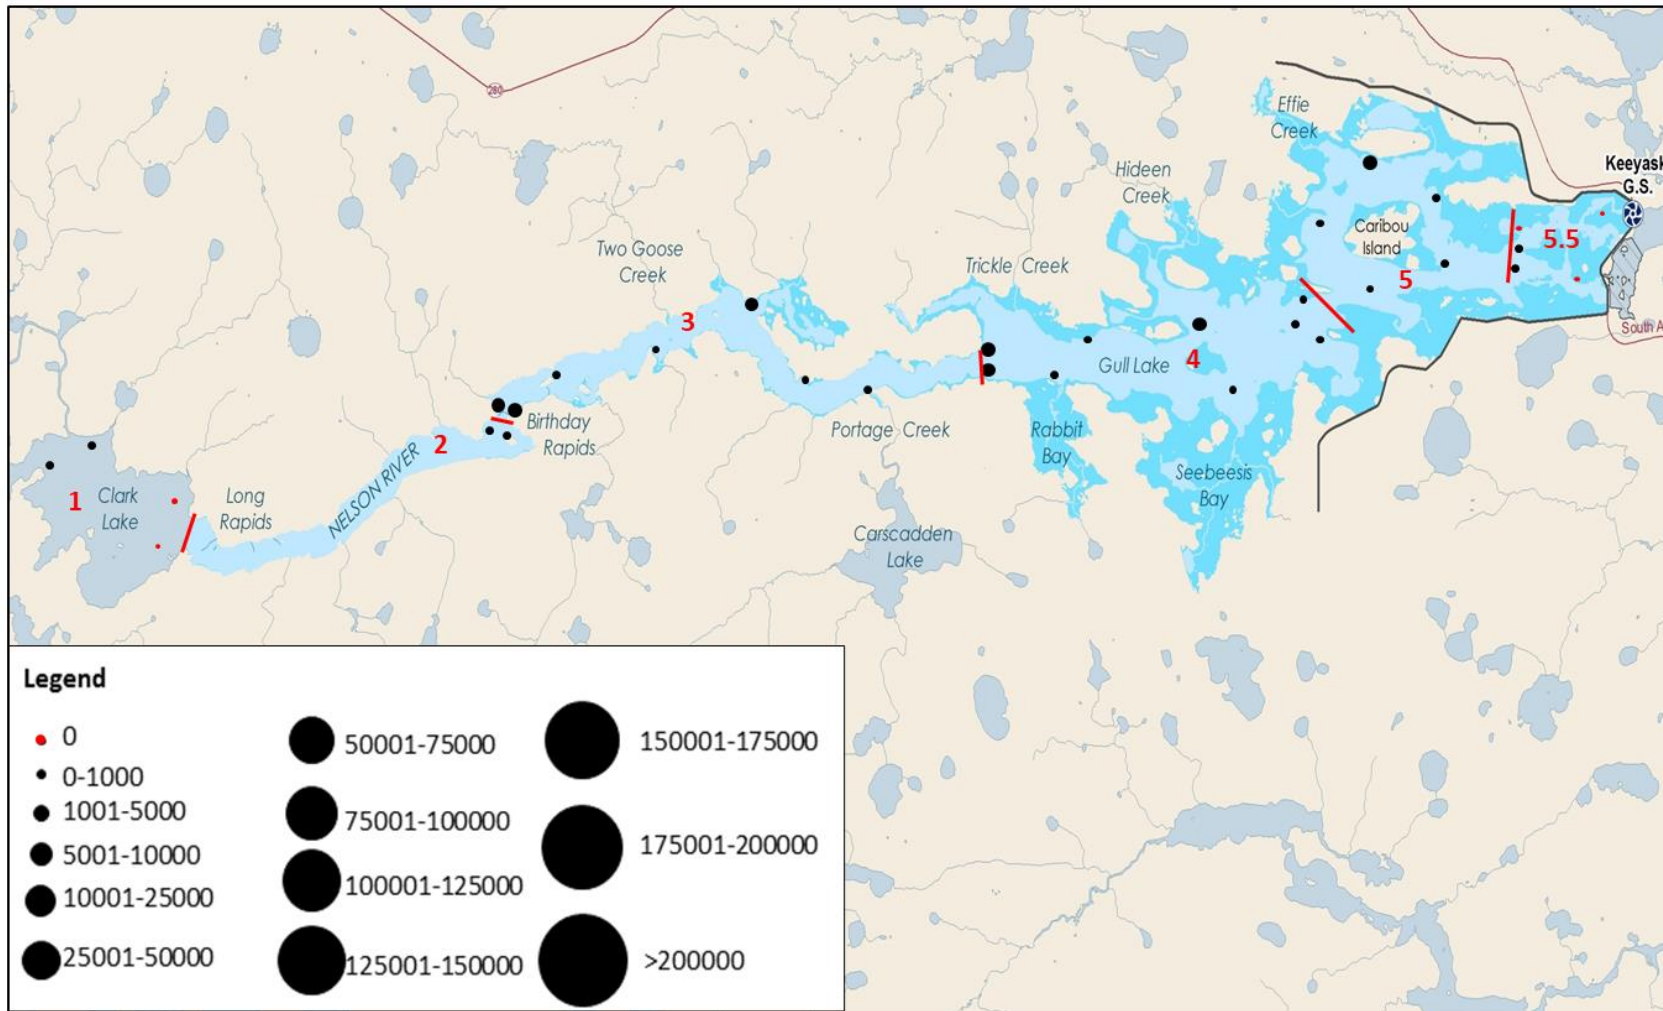 280
Effie
Creek
Keeyask
G.S.
Hideen
Creek
Caribou
Island
5.5
Two Goose
Creek
Trickle Creek
5
3
South A
Gull Lake
4
Birthday
Rapids
Portage Creek
Rabbit
Bay
2
Seebeesis
Bay
NELSON RIVER
1
Clark
Lake
Long
Rapids
Carscadden
Lake
Legend
0
0-1000
1001-5000
5001-10000
10001-25000
25001-50000
50001-75000
75001-100000
100001-125000
125001-150000
150001-175000
175001-200000
>200000